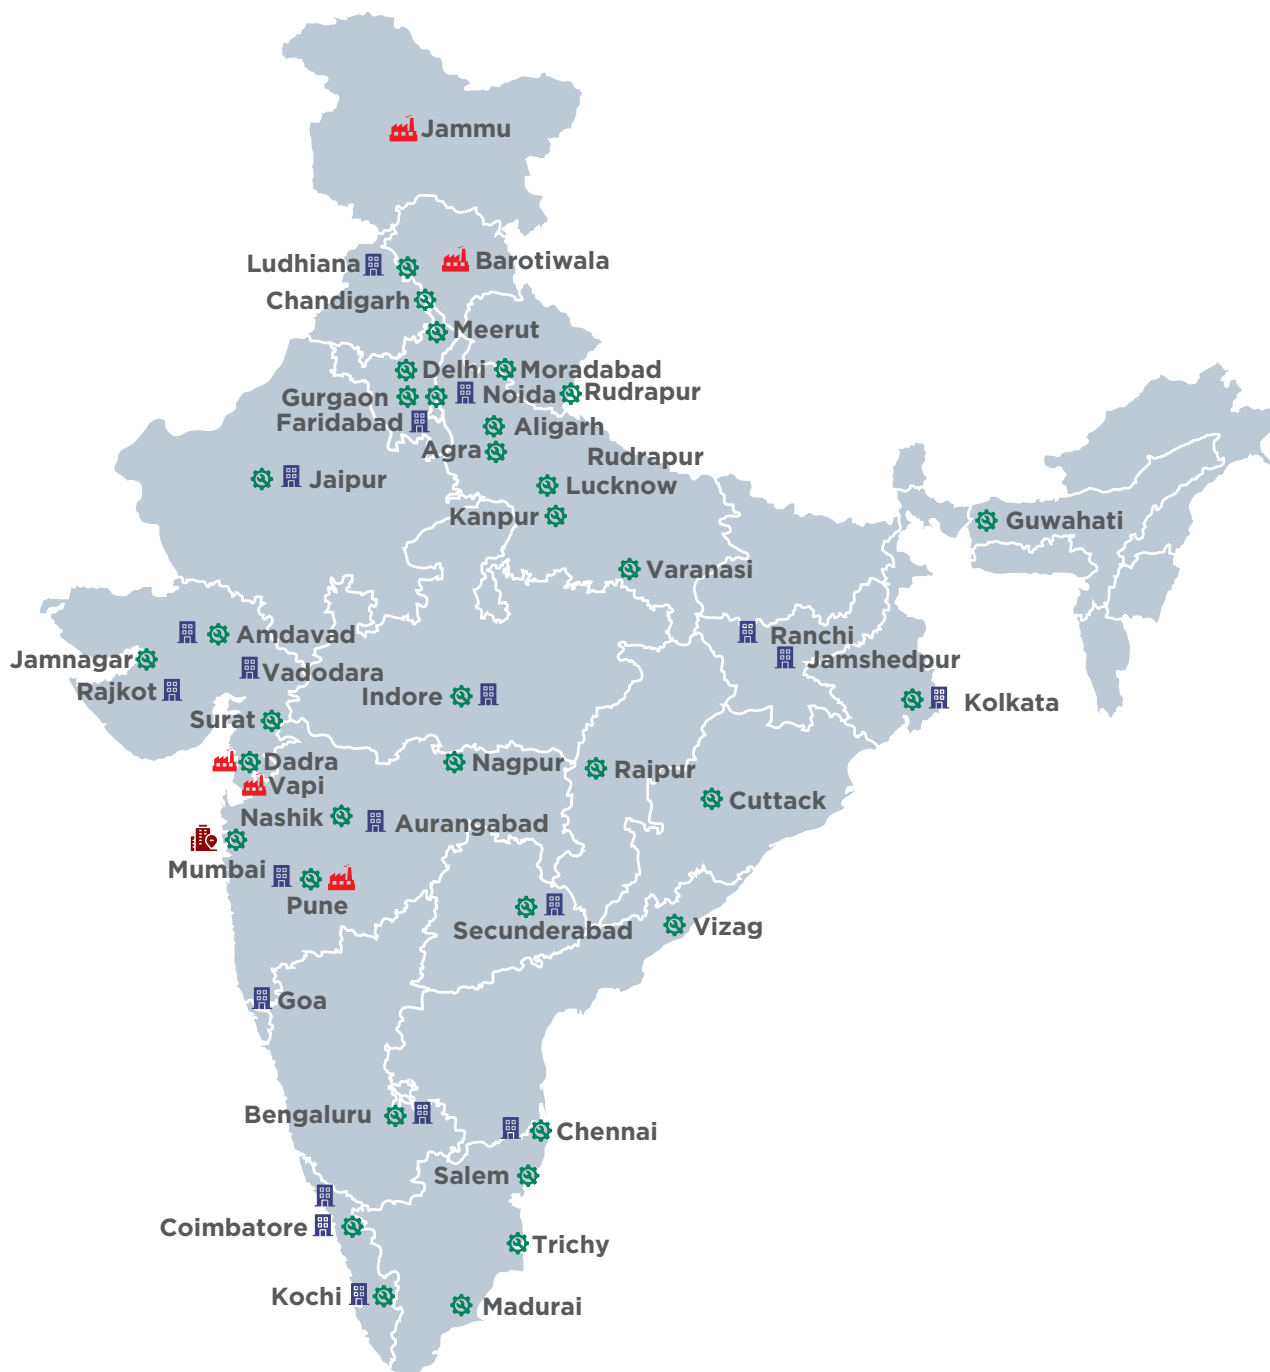 Jammu
Ludhiana
Barotiwala
Chandigarh
Meerut
Delhi
Moradabad
Gurgaon
Noida
Rudrapur
Faridabad
Aligarh
Agra
Rudrapur
Jaipur
Lucknow
Kanpur
Guwahati
Varanasi
Amdavad
Ranchi
Jamnagar
Jamshedpur
Vadodara
Rajkot
Indore
Kolkata
Surat
Dadra
Nagpur
Raipur
Vapi
Cuttack
Nashik
Aurangabad
Mumbai
Pune
Secunderabad
Vizag
Goa
Bengaluru
Chennai
Salem
Coimbatore
Trichy
Kochi
Madurai